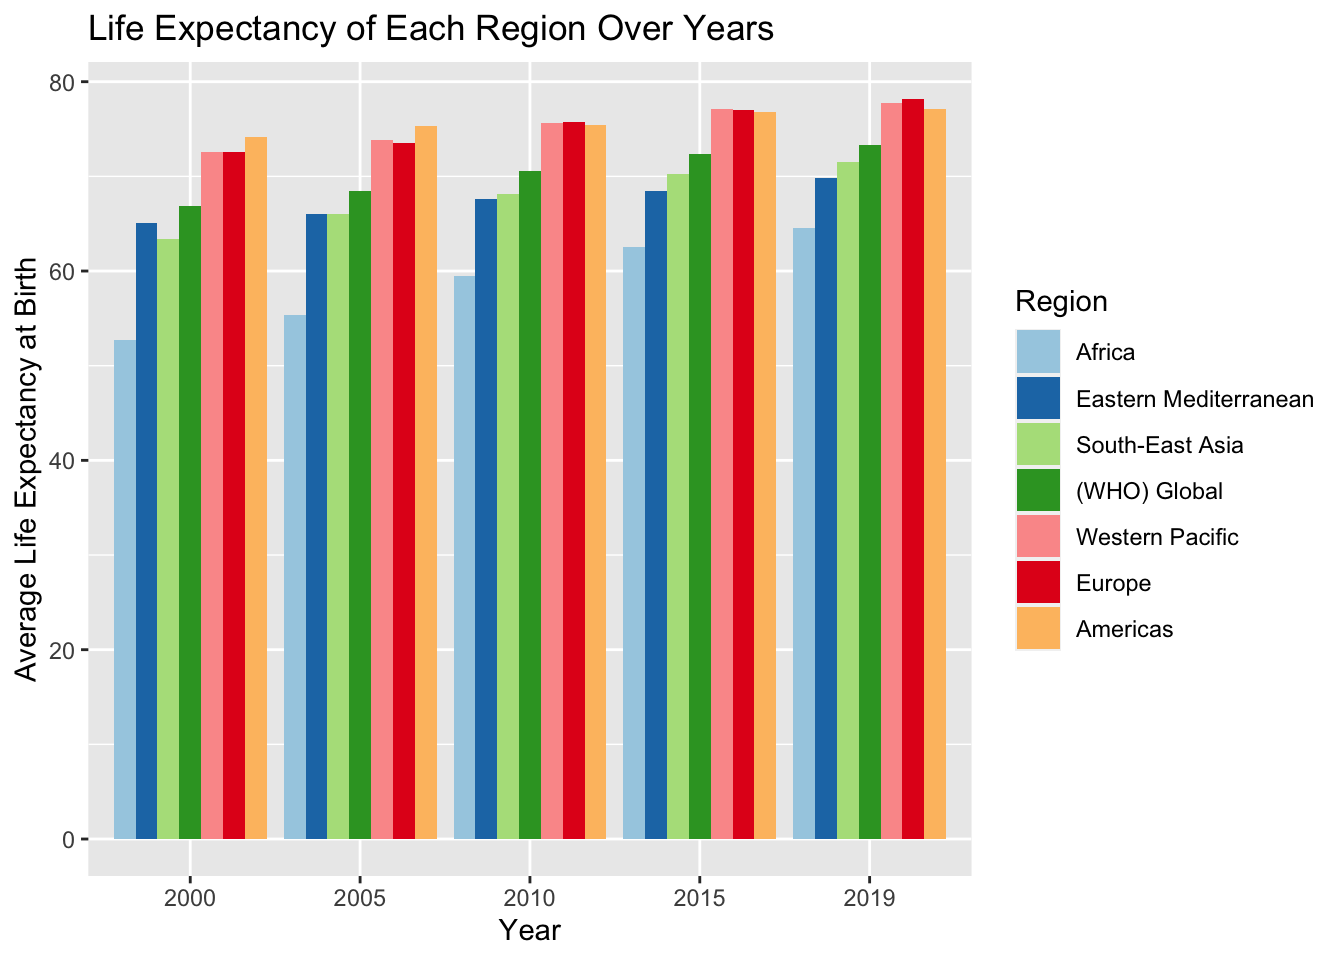 Life Expectancy of Each Region Over Years
Average Life Expectancy at Birth
80
60
40
20
0
2000 2005 2010 2015 2019
Year
Region
Africa
Eastern Mediterranean
South-East Asia
(WHO) Global
Western Pacific
Europe
Americas